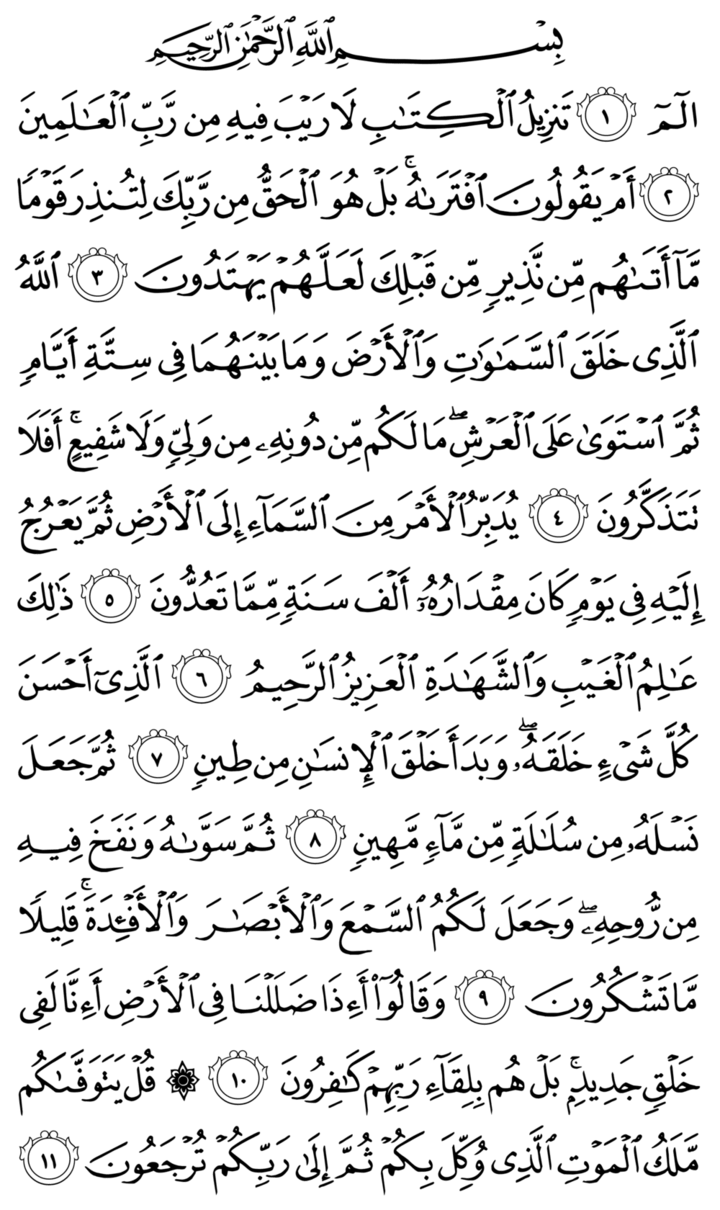 بِسْمِ ٱللَّهِ ٱلرَّحْمَٰنِ ٱلرَّحِيمِ
الٓمٓ ١ تَنزِيلُ ٱلْكِتَٰبِ لَا رَيْبَ فِيهِ مِن رَّبِّ ٱلْعَٰلَمِينَ
٢ أَمْ يَقُولُونَ ٱفْتَرَىٰهُ ۚ بَلْ هُوَ ٱلْحَقُّ مِن رَّبِّكَ لِتُنذِرَ قَوْمًا
مَّآ أَتَىٰهُم مِّن نَّذِيرٍ مِّن قَبْلِكَ لَعَلَّهُمْ يَهْتَدُونَ ٣ ٱللَّهُ
ٱلَّذِى خَلَقَ ٱلسَّمَٰوَٰتِ وَٱلْأَرْضَ وَمَا بَيْنَهُمَا فِى سِتَّةِ أَيَّامٍ
ثُمَّ ٱسْتَوَىٰ عَلَى ٱلْعَرْشِ ۖ مَا لَكُم مِّن دُونِهِۦ مِن وَلِىٍّ وَلَا شَفِيعٍ ۚ أَفَلَا
تَتَذَكَّرُونَ ٤ يُدَبِّرُ ٱلْأَمْرَ مِنَ ٱلسَّمَآءِ إِلَى ٱلْأَرْضِ ثُمَّ يَعْرُجُ
إِلَيْهِ فِى يَوْمٍ كَانَ مِقْدَارُهُۥٓ أَلْفَ سَنَةٍ مِّمَّا تَعُدُّونَ ٥ ذَٰلِكَ
عَٰلِمُ ٱلْغَيْبِ وَٱلشَّهَٰدَةِ ٱلْعَزِيزُ ٱلرَّحِيمُ ٦ ٱلَّذِىٓ أَحْسَنَ
كُلَّ شَىْءٍ خَلَقَهُۥ ۖ وَبَدَأَ خَلْقَ ٱلْإِنسَٰنِ مِن طِينٍ ٧ ثُمَّ جَعَلَ
نَسْلَهُۥ مِن سُلَٰلَةٍ مِّن مَّآءٍ مَّهِينٍ ٨ ثُمَّ سَوَّىٰهُ وَنَفَخَ فِيهِ
مِن رُّوحِهِۦ ۖ وَجَعَلَ لَكُمُ ٱلسَّمْعَ وَٱلْأَبْصَٰرَ وَٱلْأَفْـِٔدَةَ ۚ قَلِيلًا
مَّا تَشْكُرُونَ ٩ وَقَالُوٓا۟ أَءِذَا ضَلَلْنَا فِى ٱلْأَرْضِ أَءِنَّا لَفِى
خَلْقٍ جَدِيدٍۭ ۚ بَلْ هُم بِلِقَآءِ رَبِّهِمْ كَٰفِرُونَ ١٠ ۞ قُلْ يَتَوَفَّىٰكُم
مَّلَكُ ٱلْمَوْتِ ٱلَّذِى وُكِّلَ بِكُمْ ثُمَّ إِلَىٰ رَبِّكُمْ تُرْجَعُونَ ١١